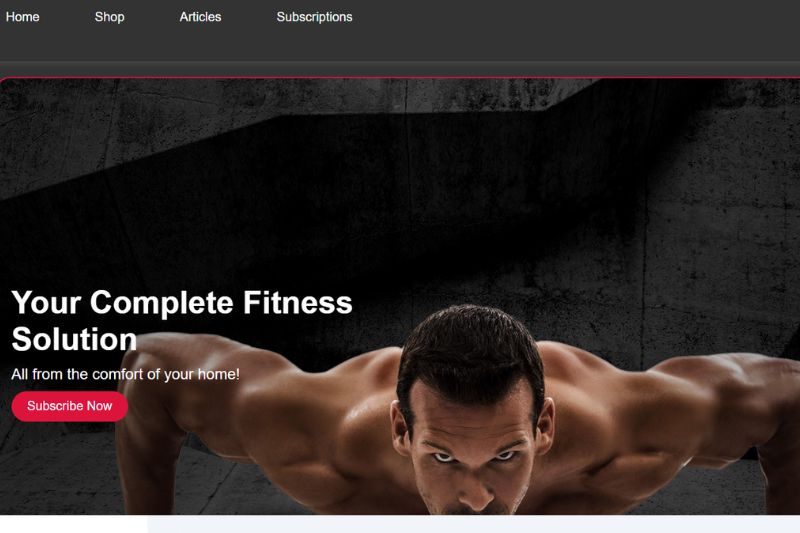 Home Shop Articles Subscriptions
Your Complete Fitness
Solution
All from the comfort of your home!
Subscribe Now